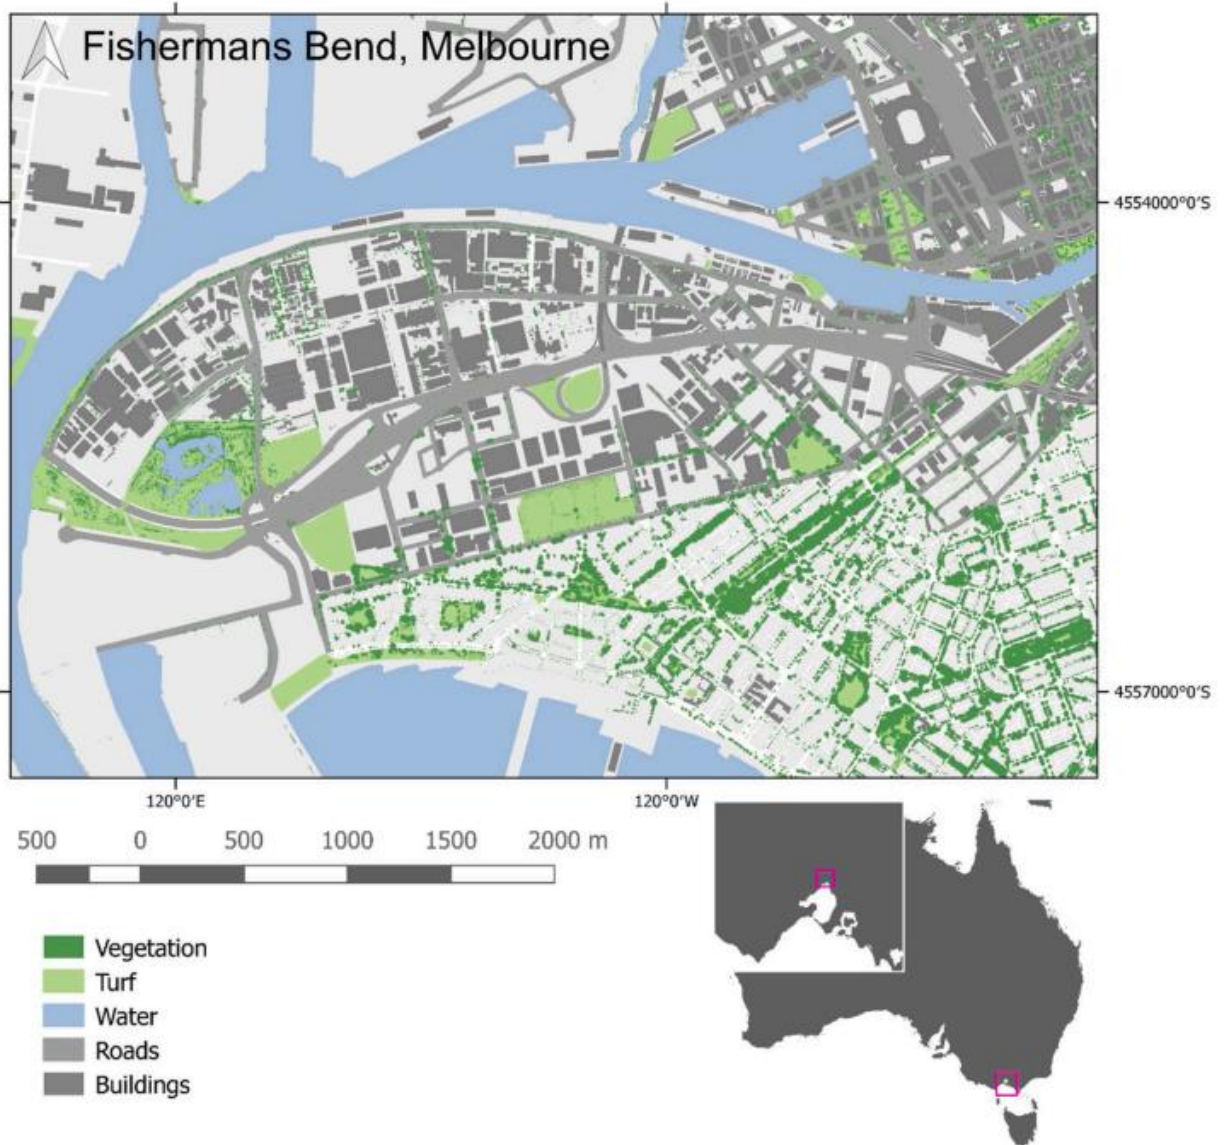 Fishermans Bend, Melbourne
4554000°0'S
4557000°0'S
120°0'E 120°0'W
500 0 500 1000 1500 2000 m
Vegetation
Turf
Water
Roads
Buildings